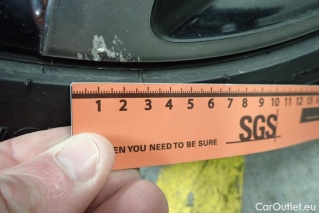 1 2 3 4 5 6 7 8 9 10 11 12 13
EN YOU NEED TO BE SURE SGS
CarOutlet.eu